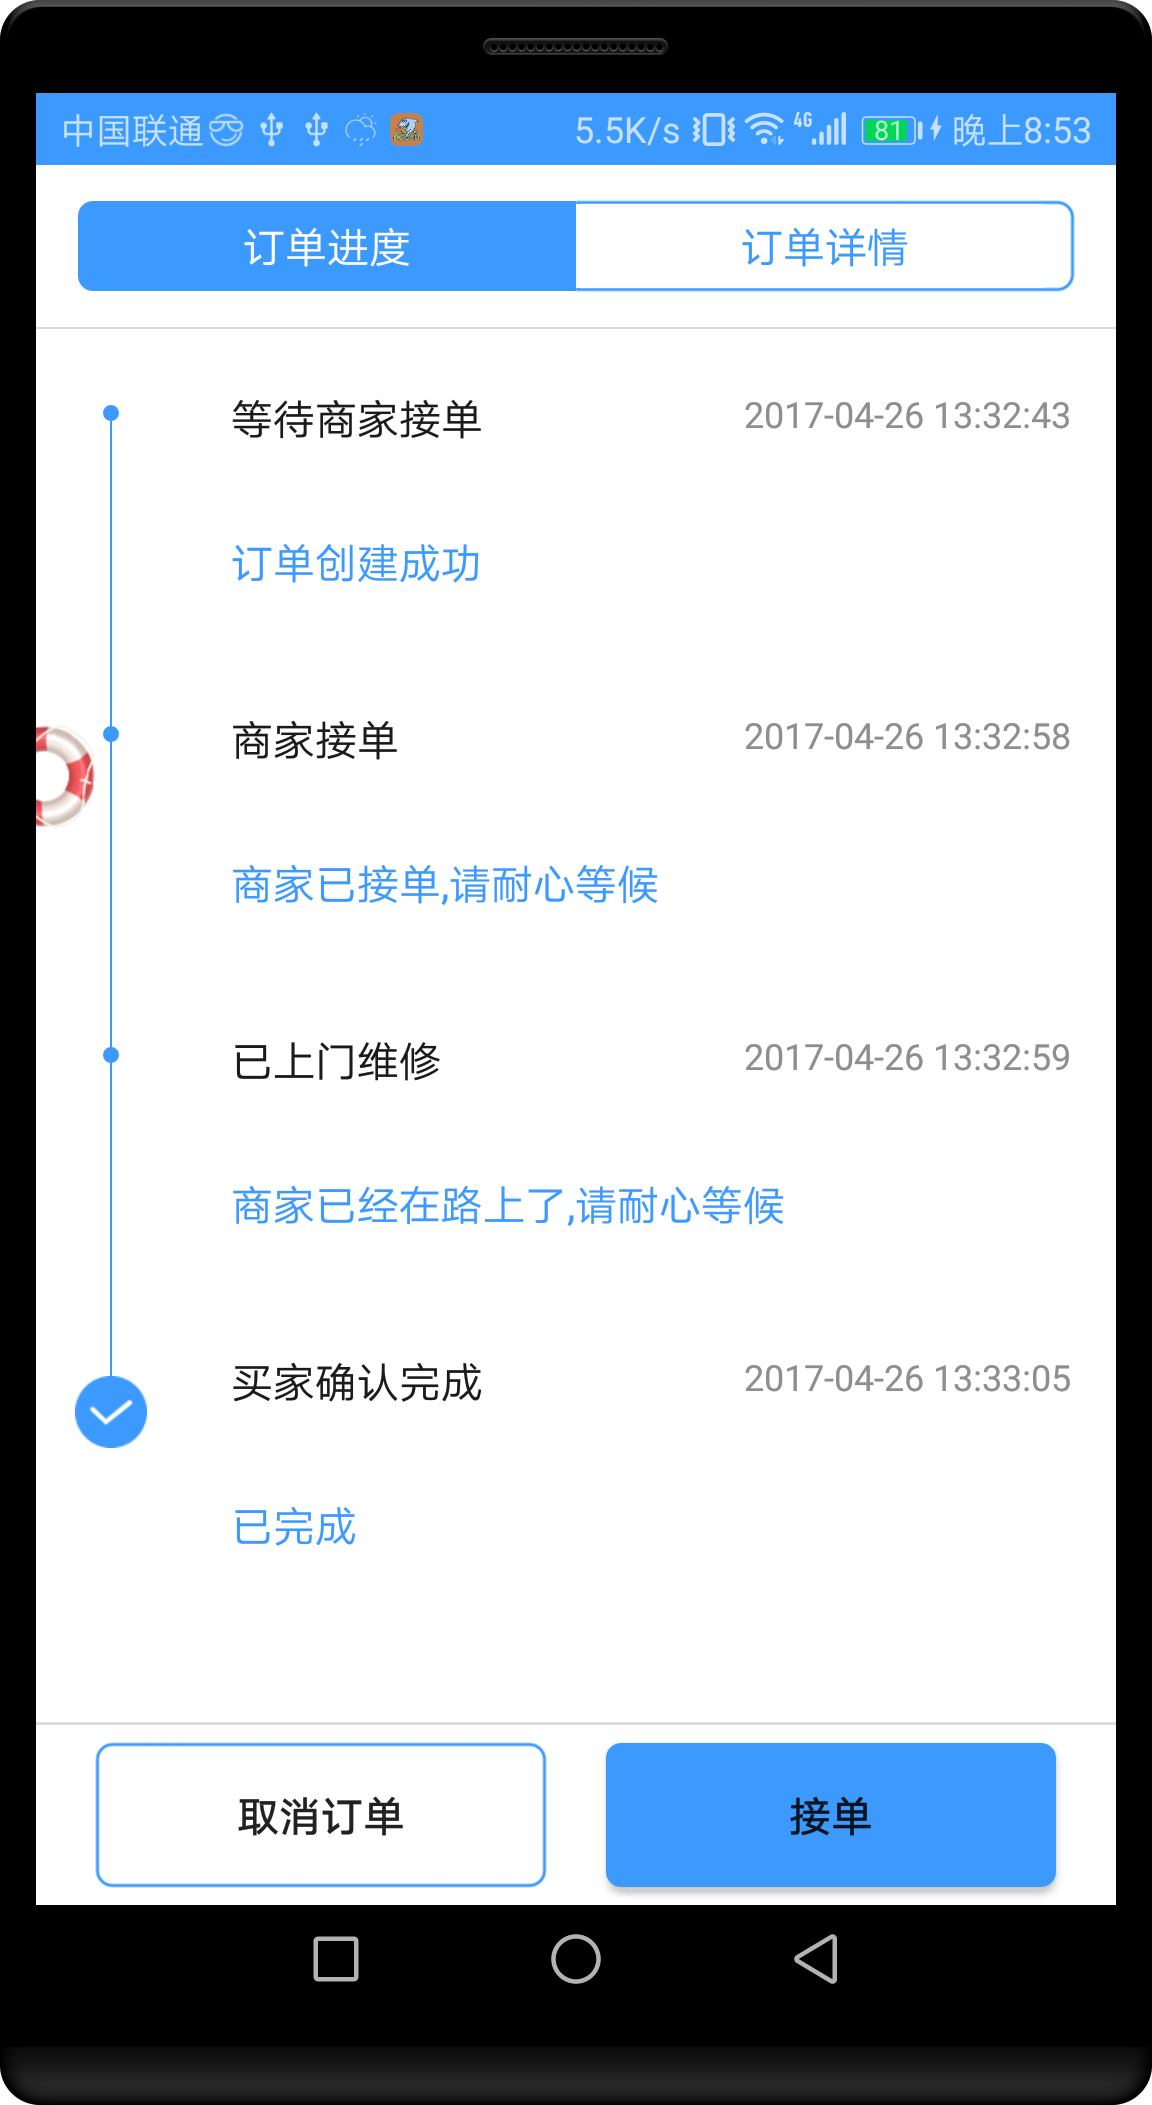 中国联通 5.5K/s 4G 81 晚上8:53
订单进度 订单详情
等待商家接单 2017-04-26 13:32:43
订单创建成功
商家接单 2017-04-26 13:32:58
商家已接单,请耐心等候
已上门维修 2017-04-26 13:32:59
商家已经在路上了,请耐心等候
买家确认完成 2017-04-26 13:33:05
已完成
取消订单 接单